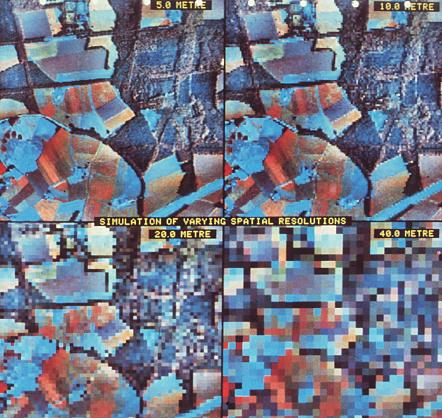 5.0 METRE
10.0 METRE
SIMULATION OF VARYING SPATIAL RESOLUTIONS
20.0 METRE
40.0 METRE